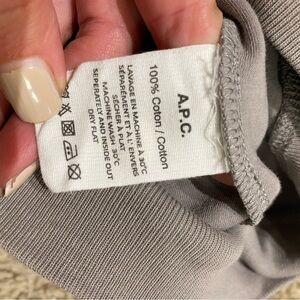 A.P.C.
100% Coton / Cotton
LAVAGE EN MACHINE À 30°C
SÉPARÉMENT ET À L'ENVERS
SÉCHER À PLAT
MACHINE WASH 30°C
SEPERATELY AND INSIDE OUT
DRY FLAT